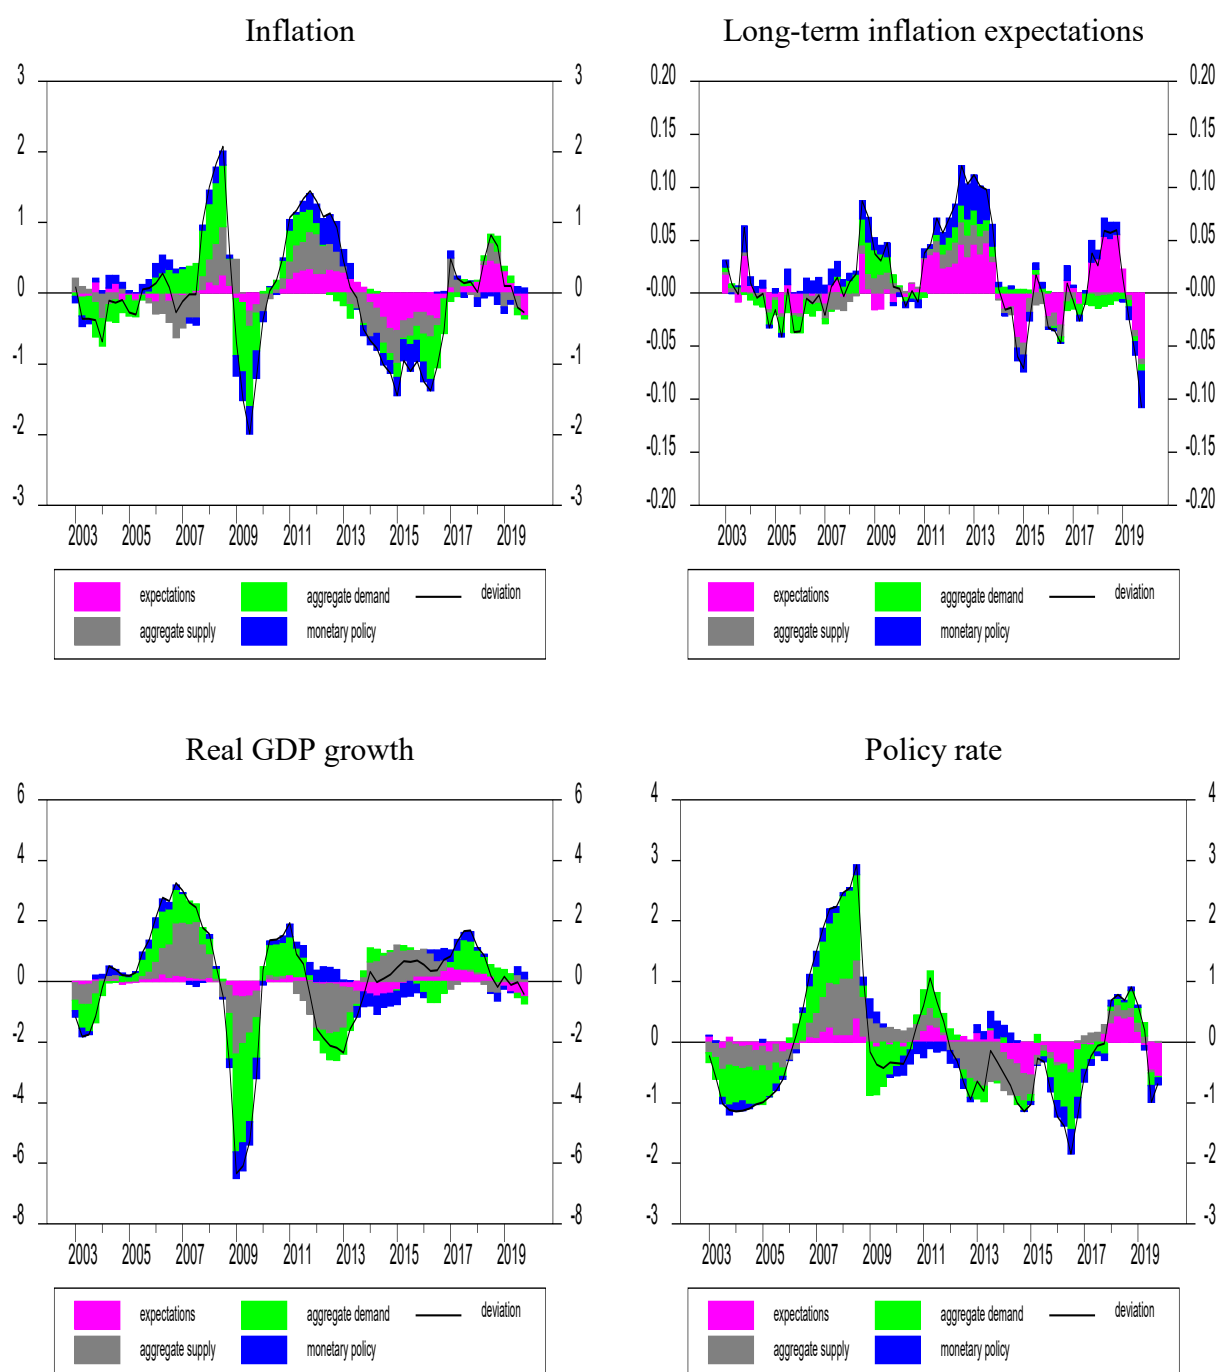 Inflation
3 3
2 2
1 1
0 0
-1 -1
-2 -2
-3 -3
2003 2005 2007 2009 2011 2013 2015 2017 2019
expectations aggregate demand deviation
aggregate supply monetary policy
Long-term inflation expectations
0.20 0.20
0.15 0.15
0.10 0.10
0.05 0.05
-0.00 -0.00
-0.05 -0.05
-0.10 -0.10
-0.15 -0.15
-0.20 -0.20
2003 2005 2007 2009 2011 2013 2015 2017 2019
expectations aggregate demand deviation
aggregate supply monetary policy
Real GDP growth
6 6
4 4
2 2
0 0
-2 -2
-4 -4
-6 -6
-8 -8
2003 2005 2007 2009 2011 2013 2015 2017 2019
expectations aggregate demand deviation
aggregate supply monetary policy
Policy rate
4 4
3 3
2 2
1 1
0 0
-1 -1
-2 -2
-3 -3
2003 2005 2007 2009 2011 2013 2015 2017 2019
expectations aggregate demand deviation
aggregate supply monetary policy